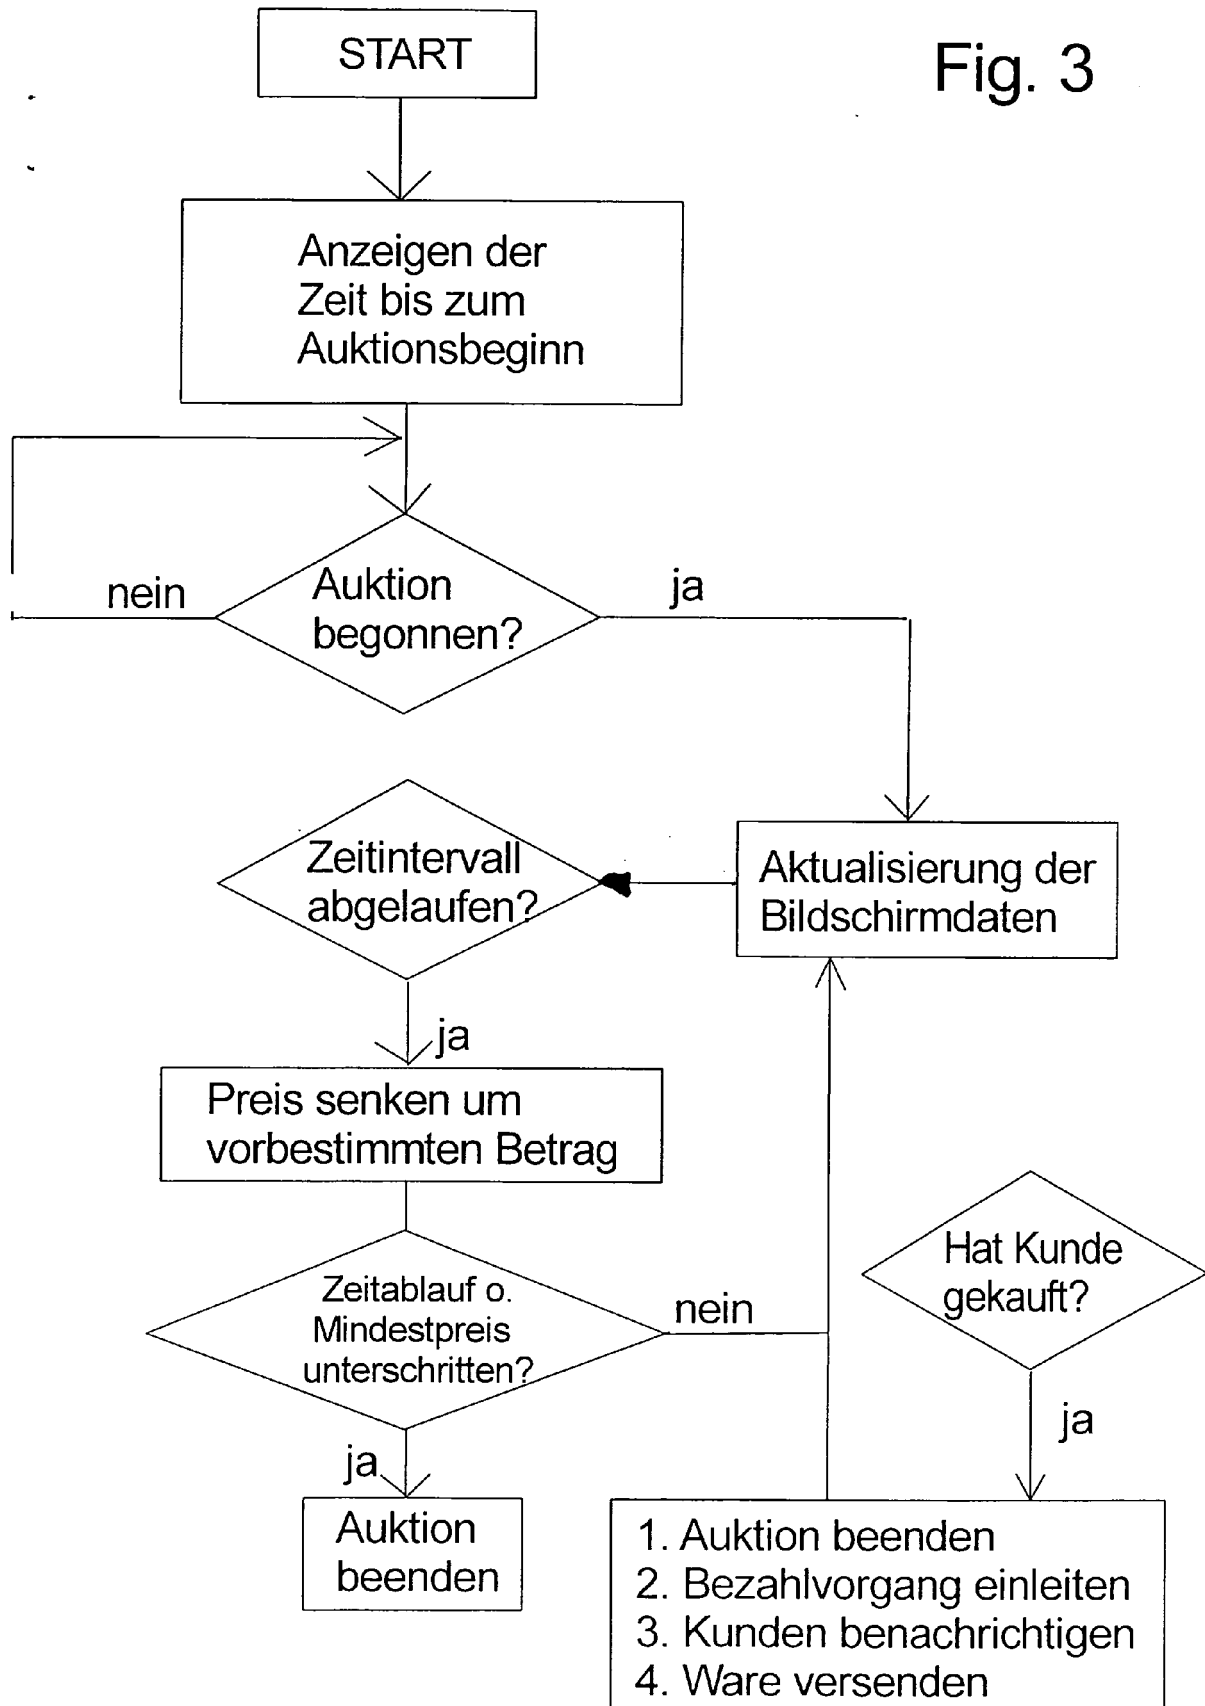 START
Fig. 3
Anzeigen der
Zeit bis zum
Auktionsbeginn
nein
Auktion
begonnen?
ja
Zeitintervall
abgelaufen?
Aktualisierung der
Bildschirmdaten
ja
Preis senken um
vorbestimmten Betrag
Zeitablauf o.
Mindestpreis
unterschritten?
nein
Hat Kunde
gekauft?
ja
ja
Auktion
beenden
1. Auktion beenden
2. Bezahlvorgang einleiten
3. Kunden benachrichtigen
4. Ware versenden